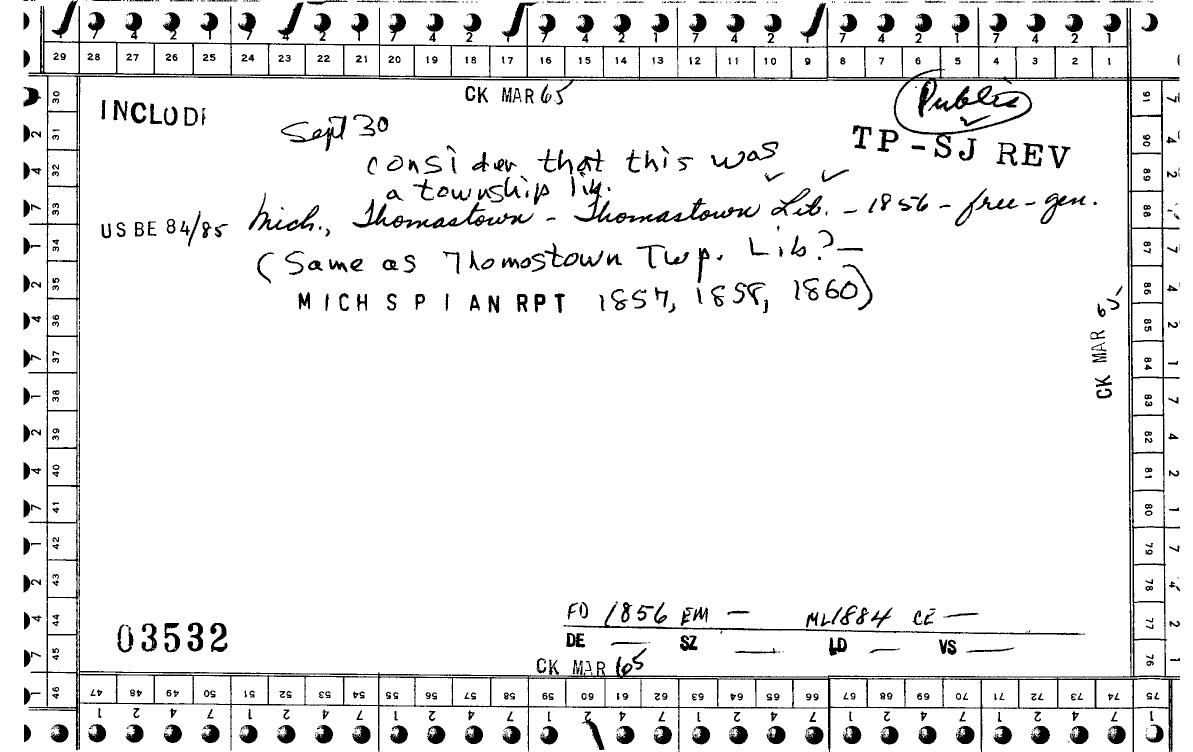 7 4 2 1 7 4 2 1 7 4 2 1 7 4 2 1 7 4 2 1 7 4 2 1 7 4 2 1
29 28 27 26 25 24 23 22 21 20 19 18 17 16 15 14 13 12 11 10 9 8 7 6 5 4 3 2 1
CK MAR 65
Public
INCLUDE
Sept 30
TP-SJ REV
consider that this was
a township lib.
US BE 84/85 Mich., Thomastown - Thomastown Lib. - 1856 - free - gen.
(Same as Thomastown Twp. Lib? —
MICH S P I AN RPT 1857, 1858, 1860)
CK MAR 65
30 31 32 33 34 35 36 37 38 39 40 41 42 43 44 45 46
91 90 89 88 87 86 85 84 83 82 81 80 79 78 77 76 75
FD 1856 EM — ML 1884 CE —
03532
DE — SZ — LD — VS —
CK MAR 65
47 48 49 50 51 52 53 54 55 56 57 58 59 60 61 62 63 64 65 66 67 68 69 70 71 72 73 74 75
1 2 4 7 1 2 4 7 1 2 4 7 1 2 4 7 1 2 4 7 1 2 4 7 1 2 4 7 1